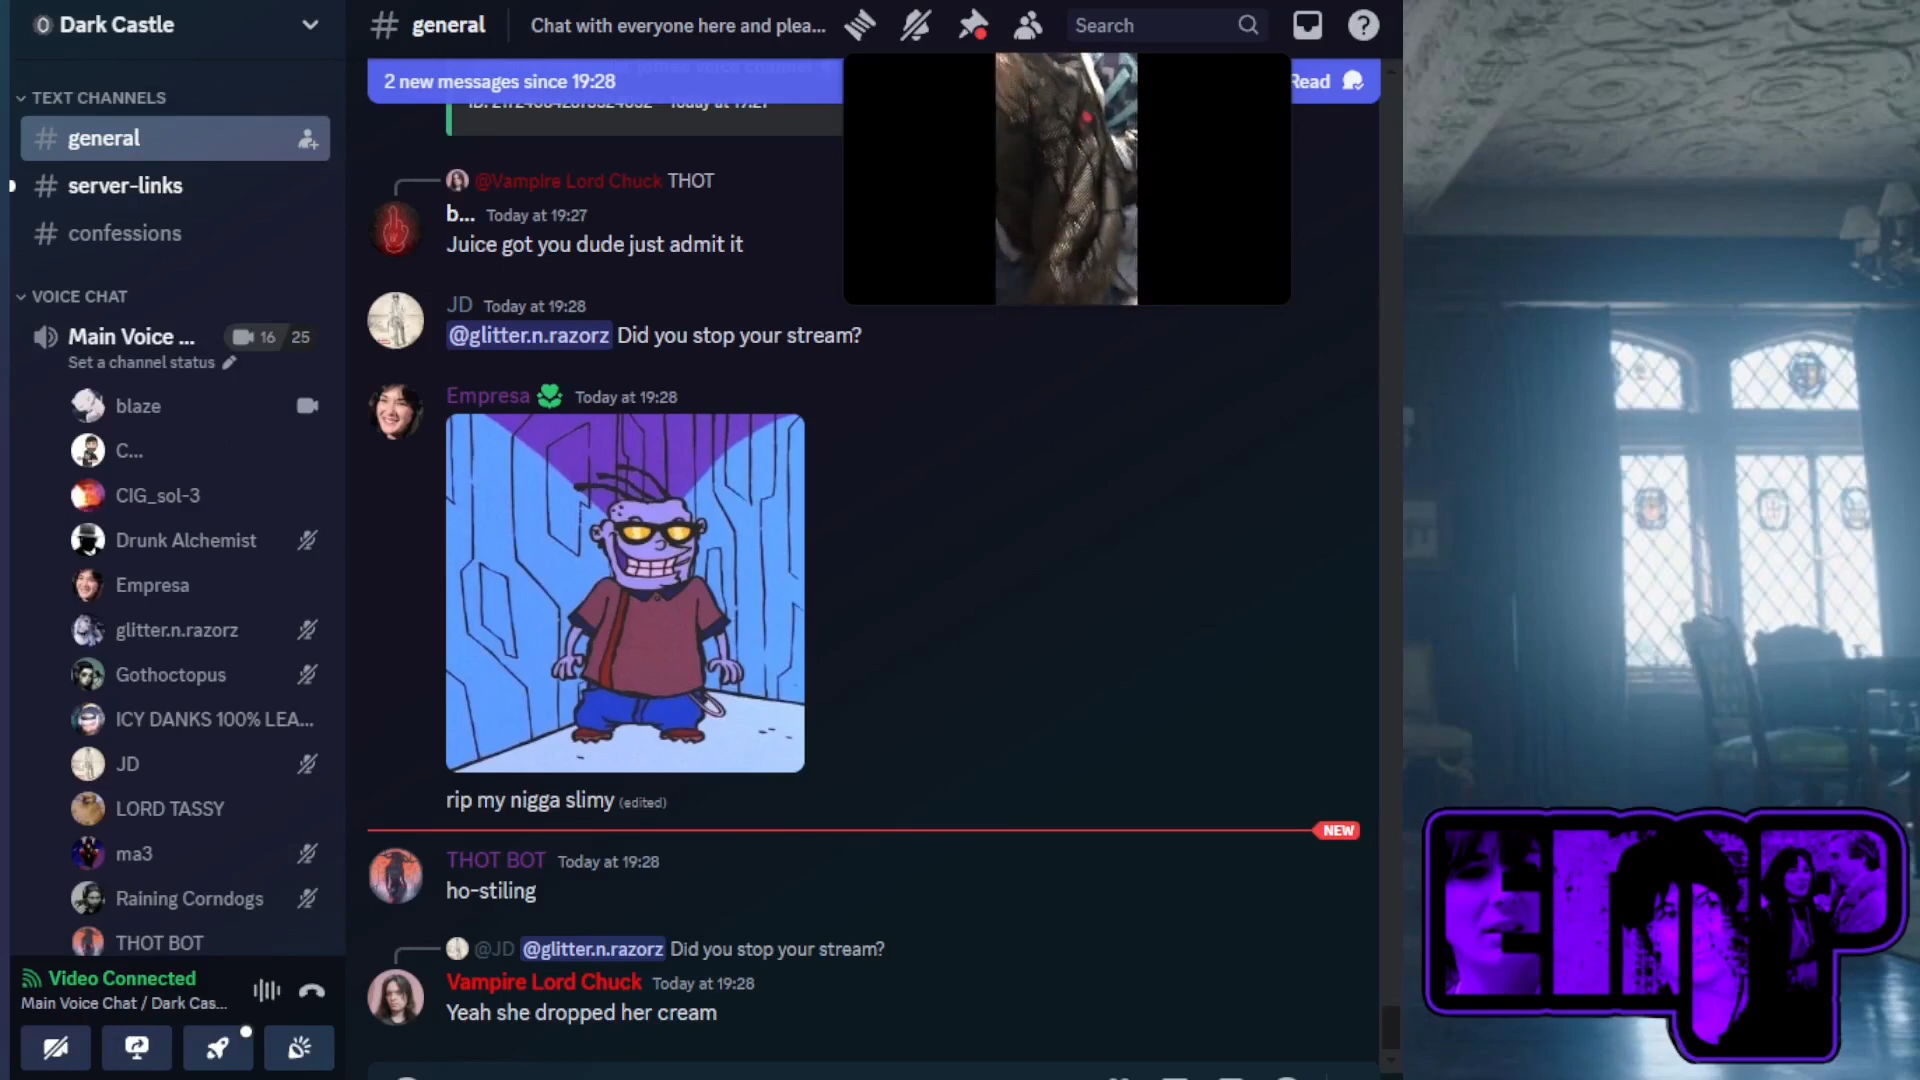 Dark Castle
TEXT CHANNELS
general
server-links
confessions
VOICE CHAT
Main Voice ...
16
25
Set a channel status
blaze
C...
CIG_sol-3
Drunk Alchemist
Empresa
glitter.n.razorz
Gothoctopus
ICY DANKS 100% LEA...
JD
LORD TASSY
ma3
Raining Corndogs
THOT BOT
Video Connected
Main Voice Chat / Dark Cas...
# general
Chat with everyone here and plea...
Search
2 new messages since 19:28
Read
@Vampire Lord Chuck THOT
b... Today at 19:27
Juice got you dude just admit it
JD Today at 19:28
@glitter.n.razorz Did you stop your stream?
Empresa Today at 19:28
rip my nigga slimy (edited)
NEW
THOT BOT Today at 19:28
ho-stiling
@JD @glitter.n.razorz Did you stop your stream?
Vampire Lord Chuck Today at 19:28
Yeah she dropped her cream
EMP